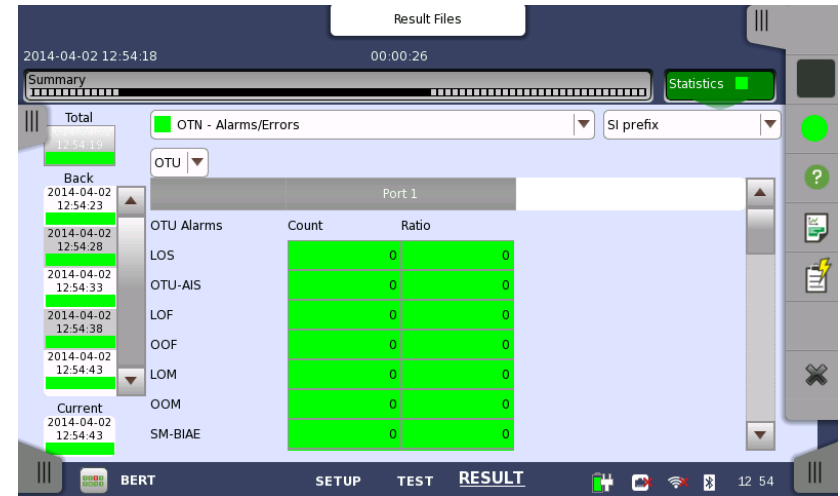 Result Files
2014-04-02 12:54:18
00:00:26
Summary
Statistics
Total
12:54:19
OTN - Alarms/Errors
SI prefix
OTU
Back
2014-04-02
12:54:23
2014-04-02
12:54:28
2014-04-02
12:54:33
2014-04-02
12:54:38
2014-04-02
12:54:43
Current
2014-04-02
12:54:43
Port 1
OTU Alarms Count Ratio
LOS 0 0
OTU-AIS 0 0
LOF 0 0
OOF 0 0
LOM 0 0
OOM 0 0
SM-BIAE 0 0
?
BERT SETUP TEST RESULT 12 54